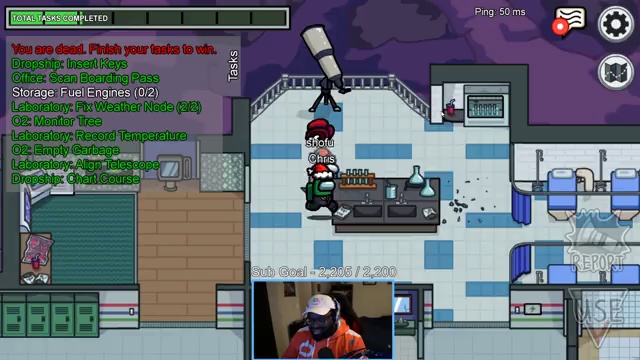 TOTAL TASKS COMPLETED
Ping: 50 ms
You are dead. Finish your tasks to win.
Dropship: Insert Keys
Office: Scan Boarding Pass
Storage: Fuel Engines (0/2)
Laboratory: Fix Weather Node (2/2)
O2: Monitor Tree
Laboratory: Record Temperature
O2: Empty Garbage
Laboratory: Align Telescope
Dropship: Chart Course
Tasks
shofu
Chris
REPORT
USE
Sub Goal - 2,205 / 2,200